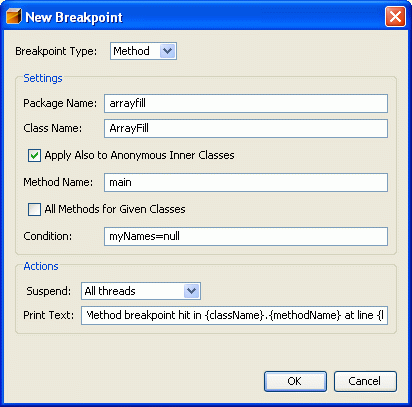 New Breakpoint
Breakpoint Type: Method
Settings
Package Name: arrayfill
Class Name: ArrayFill
Apply Also to Anonymous Inner Classes
Method Name: main
All Methods for Given Classes
Condition: myNames=null
Actions
Suspend: All threads
Print Text: Method breakpoint hit in {className}.{methodName} at line {l
OK Cancel